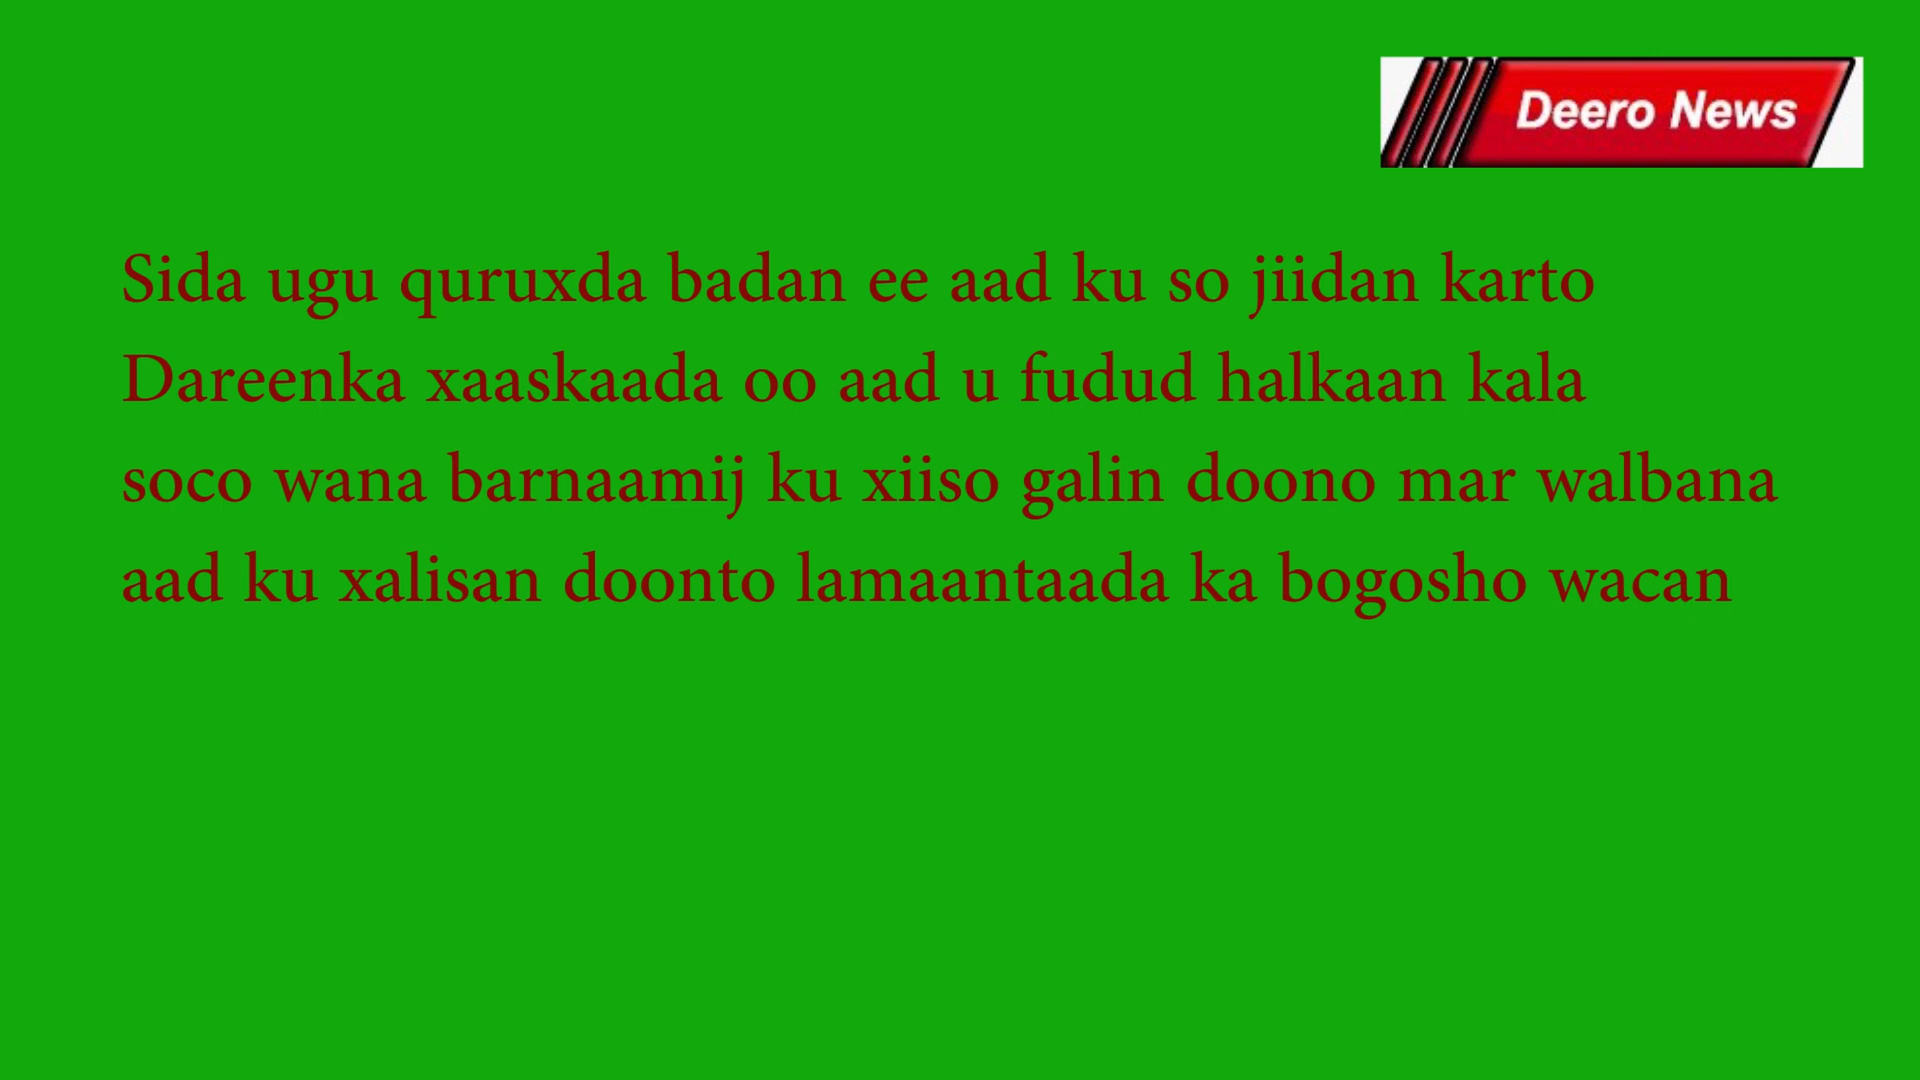 Deero News
Sida ugu quruxda badan ee aad ku so jiidan karto
Dareenka xaaskaada oo aad u fudud halkaan kala
soco wana barnaamij ku xiiso galin doono mar walbana
aad ku xalisan doonto lamaantaada ka bogosho wacan